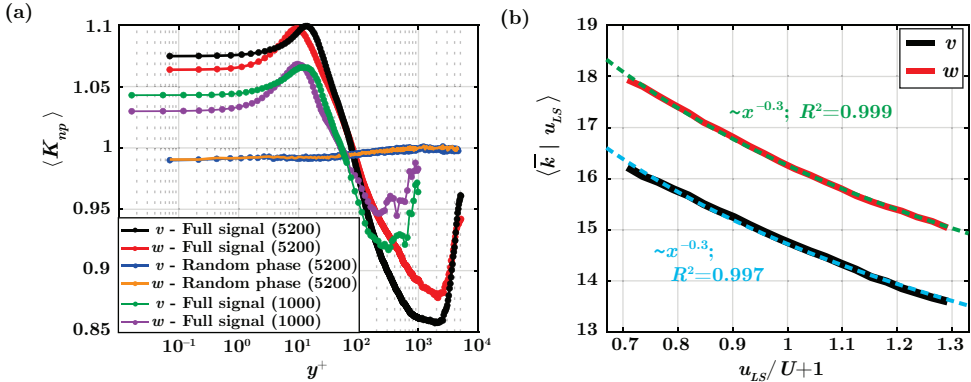 (a)
⟨K_np⟩
1.1
1.05
1
0.95
0.9
0.85
v - Full signal (5200)
w - Full signal (5200)
v - Random phase (5200)
w - Random phase (5200)
v - Full signal (1000)
w - Full signal (1000)
10^−1 10^0 10^1 10^2 10^3 10^4
y^+
(b)
⟨k̄ | u_LS⟩
19
18
17
16
15
14
13
v
w
~x^−0.3; R^2=0.999
~x^−0.3;
R^2=0.997
0.7 0.8 0.9 1 1.1 1.2 1.3
u_LS/U+1